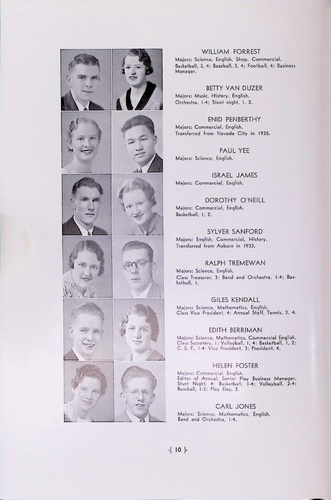 WILLIAM FORREST
Majors: Science, English, Shop, Commercial.
Basketball, 3, 4; Baseball, 3, 4; Football, 4; Business
Manager.
BETTY VAN DUZER
Majors: Music, History, English.
Orchestra, 1-4; Stunt night, 1, 2.
ENID PENBERTHY
Majors: Commercial, English.
Transferred from Nevada City in 1935.
PAUL YEE
Majors: Science, English.
ISRAEL JAMES
Majors: Commercial, English.
DOROTHY O'NEILL
Majors: Commercial, English.
Basketball, 1, 2.
SYLVER SANFORD
Majors: English, Commercial, History.
Transferred from Auburn in 1933.
RALPH TREMEWAN
Majors: Science, English.
Class Treasurer, 3; Band and Orchestra, 1-4; Bas-
ketball, 1.
GILES KENDALL
Majors: Science, Mathematics, English.
Class Vice President, 4; Annual Staff, Tennis, 3, 4.
EDITH BERRIMAN
Majors: Science, Mathematics, Commercial English.
Class Secretary, 1; Volleyball, 1, 4; Basketball, 1, 2;
C. S. F., 1-4; Vice President, 3; President, 4.
HELEN FOSTER
Majors: Commercial, English.
Editor of Annual, Senior Play Business Manager,
Stunt Night, 4; Basketball, 1-4; Volleyball, 2-4;
Baseball, 1-3; Play Day, 2.
CARL JONES
Majors: Science, Mathematics, English.
Band and Orchestra, 1-4.
{ 10 }